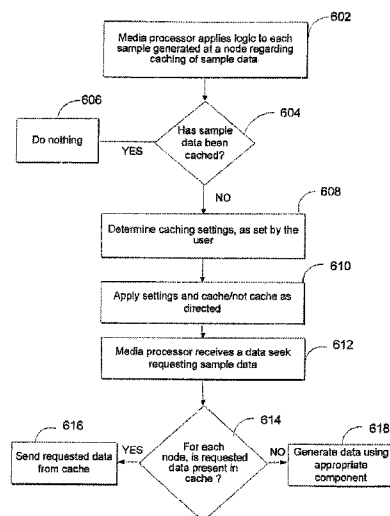 602
Media processor applies logic to each
sample generated at a node regarding
caching of sample data
606
604
Do nothing
YES
Has sample
data been
cached?
NO
608
Determine caching settings, as set by the
user
610
Apply settings and cache/not cache as
directed
612
Media processor receives a data seek
requesting sample data
614
616
618
Send requested data
from cache
YES
For each
node, is requested
data present in
cache ?
NO
Generate data using
appropriate
component